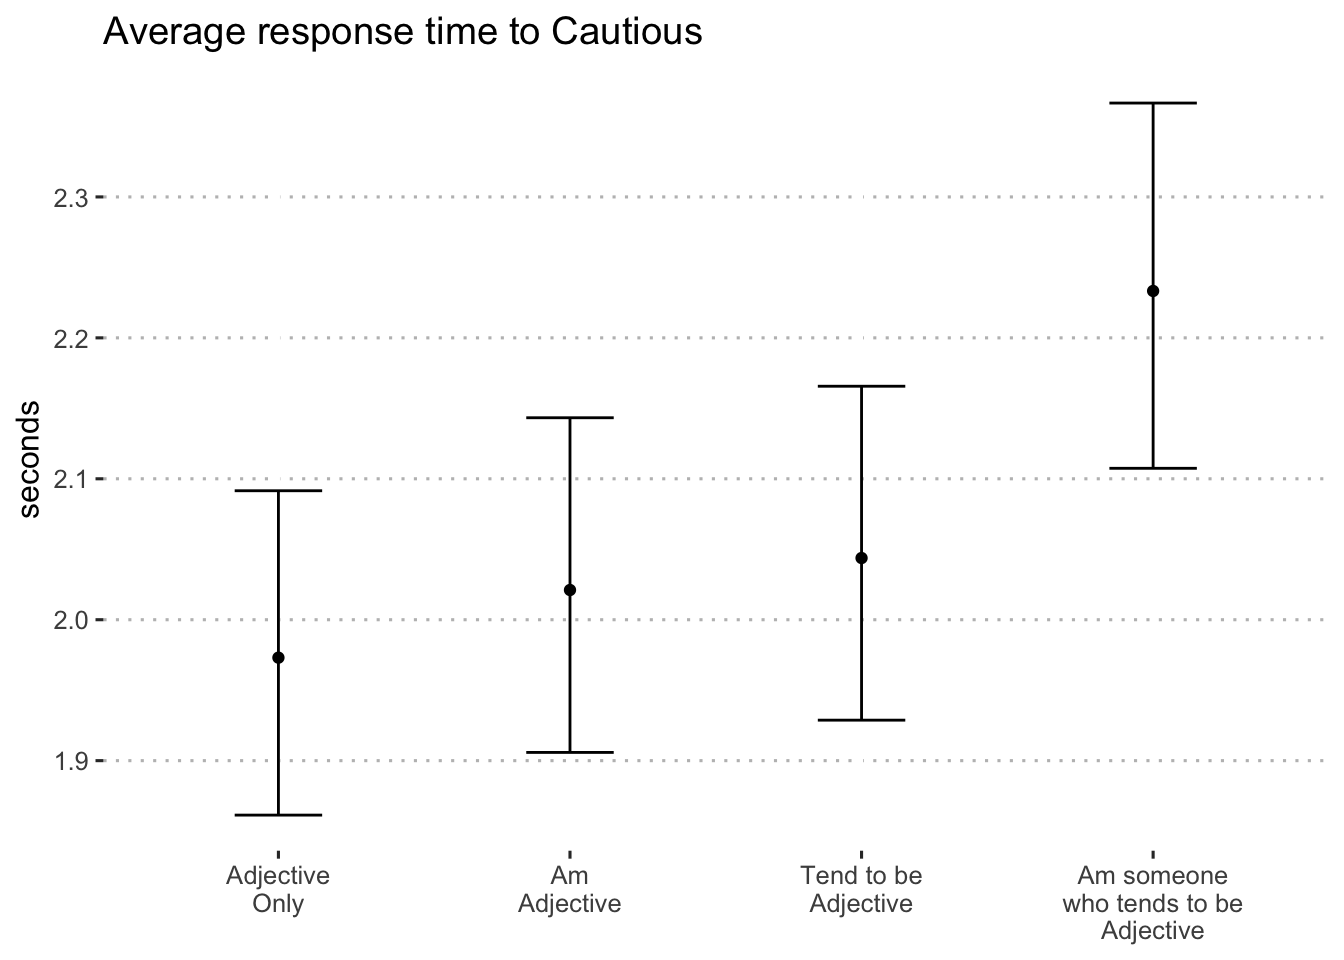 Average response time to Cautious
seconds
2.3
2.2
2.1
2.0
1.9
Adjective
Only
Am
Adjective
Tend to be
Adjective
Am someone
who tends to be
Adjective